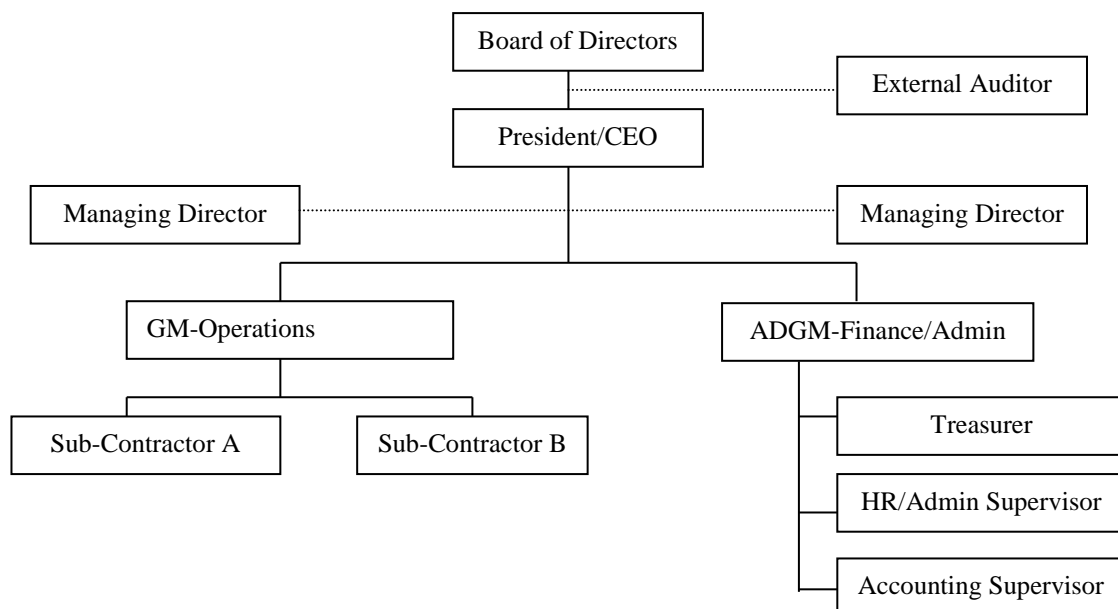 Board of Directors
External Auditor
President/CEO
Managing Director
Managing Director
GM-Operations
ADGM-Finance/Admin
Sub-Contractor A
Sub-Contractor B
Treasurer
HR/Admin Supervisor
Accounting Supervisor